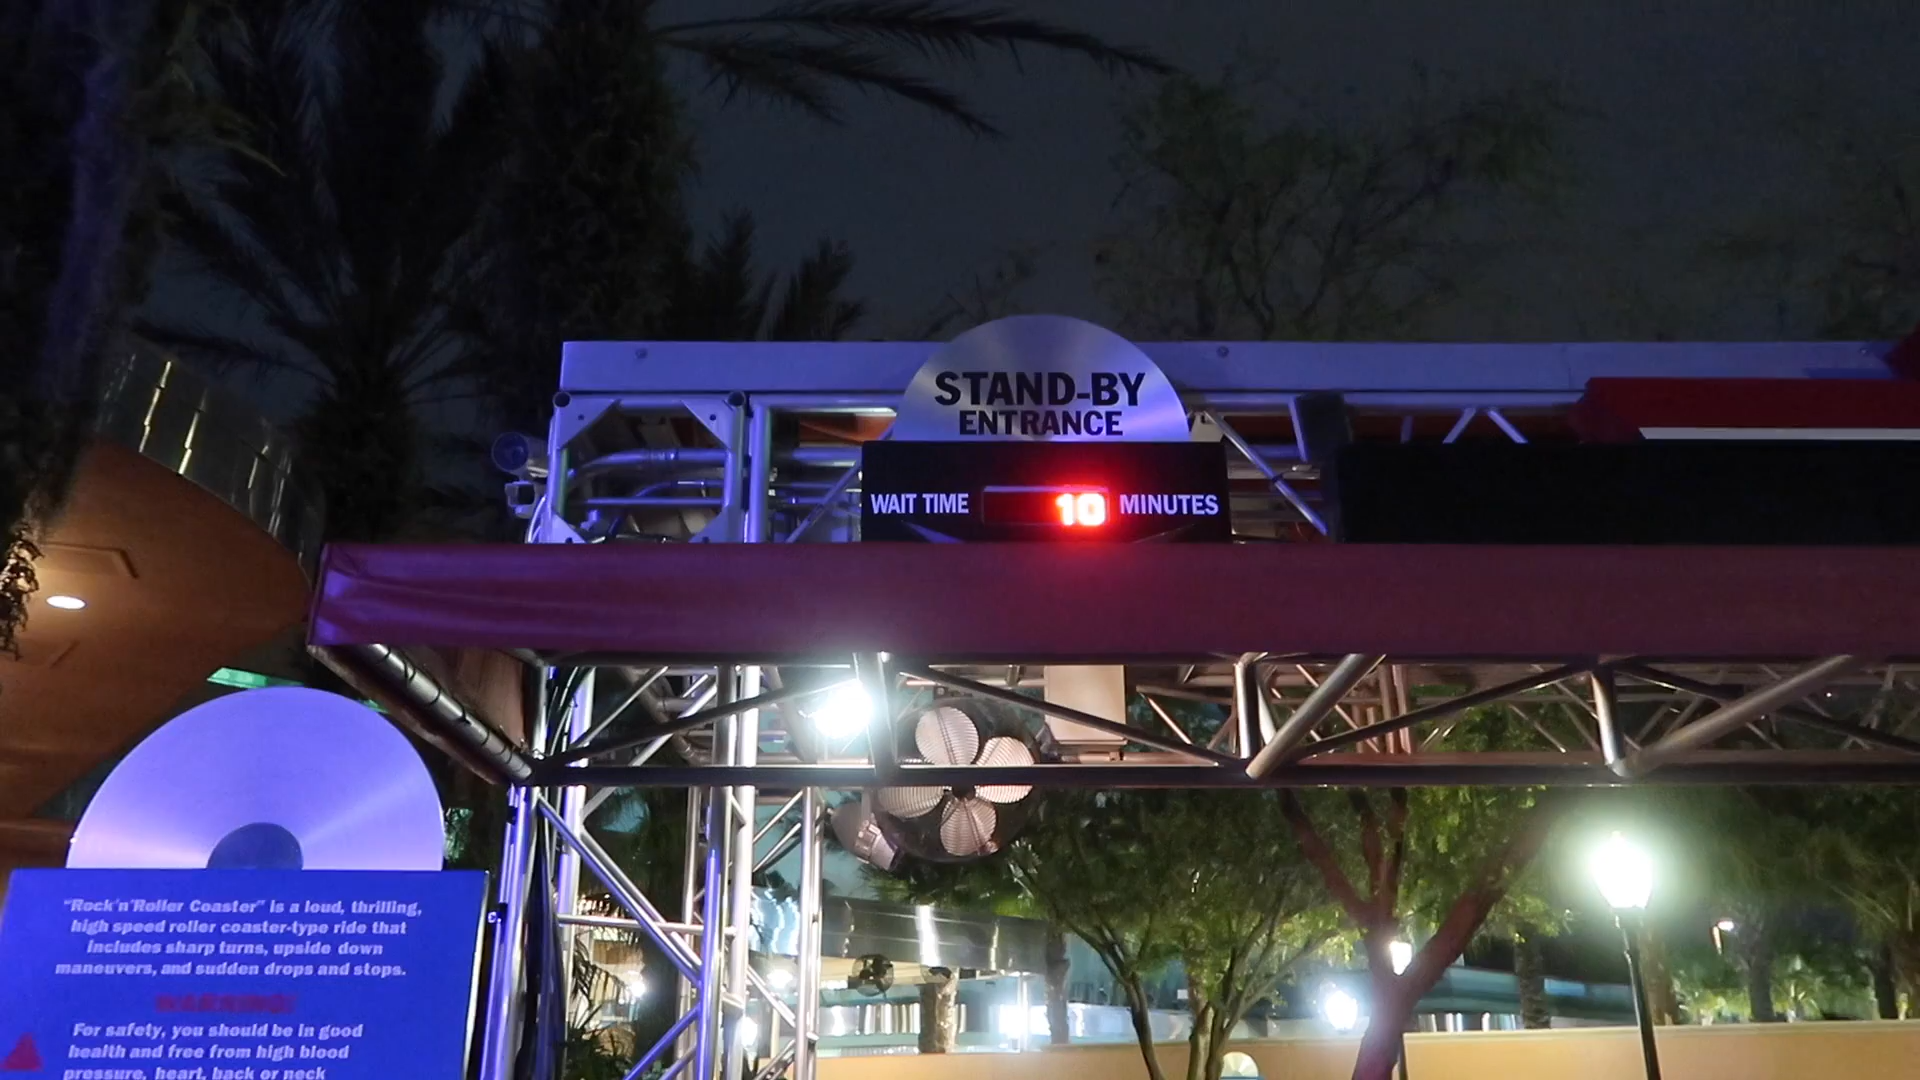 STAND-BY
ENTRANCE
WAIT TIME 10 MINUTES
"Rock'n'Roller Coaster" is a loud, thrilling,
high speed roller coaster-type ride that
includes sharp turns, upside down
maneuvers, and sudden drops and stops.
WARNING!
For safety, you should be in good
health and free from high blood
pressure, heart, back or neck